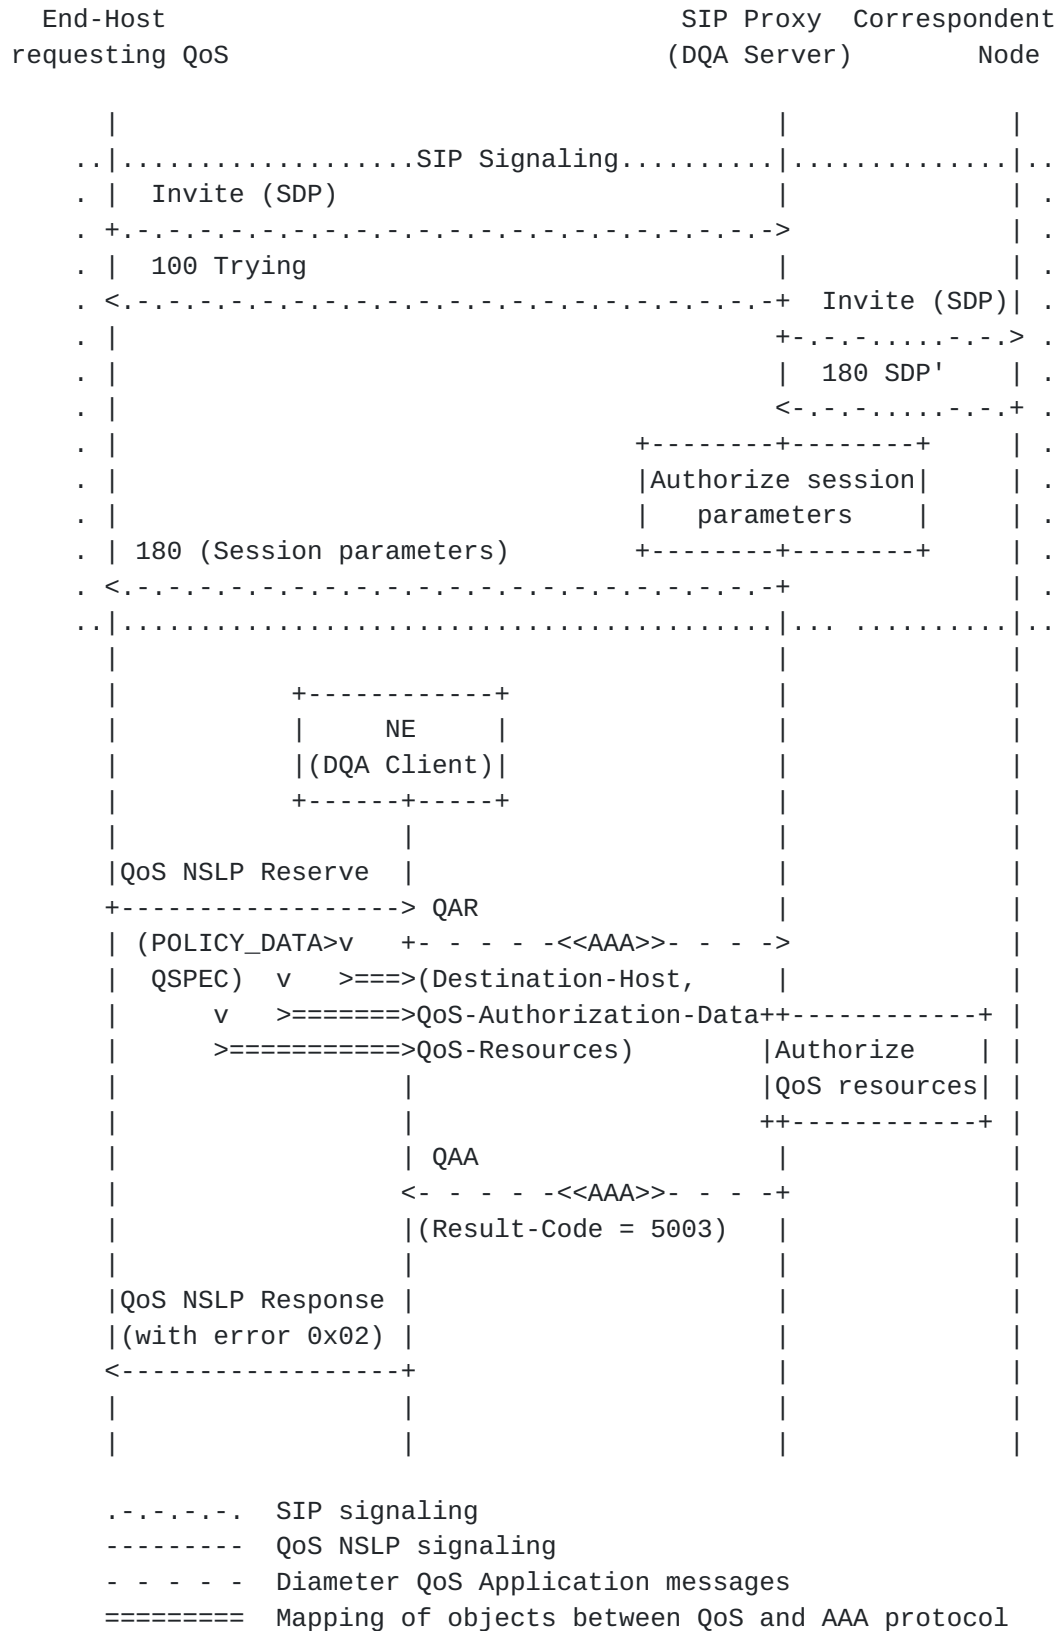 End-Host                                 SIP Proxy  Correspondent
requesting QoS                            (DQA Server)        Node

      |                                          |              |
    ..|...................SIP Signaling..........|..............|..
    . |  Invite (SDP)                            |              | .
    . +.-.-.-.-.-.-.-.-.-.-.-.-.-.-.-.-.-.-.-.-.->              | .
    . |  100 Trying                              |              | .
    . <.-.-.-.-.-.-.-.-.-.-.-.-.-.-.-.-.-.-.-.-.-+  Invite (SDP)| .
    . |                                          +-.-.-.....-.-.> .
    . |                                          |  180 SDP'    | .
    . |                                          <-.-.-.....-.-.+ .
    . |                                 +--------+--------+     | .
    . |                                 |Authorize session|     | .
    . |                                 |   parameters    |     | .
    . | 180 (Session parameters)        +--------+--------+     | .
    . <.-.-.-.-.-.-.-.-.-.-.-.-.-.-.-.-.-.-.-.-.-+              | .
    ..|..........................................|... ..........|..
      |                                          |              |
      |           +------------+                 |              |
      |           |     NE     |                 |              |
      |           |(DQA Client)|                 |              |
      |           +------+-----+                 |              |
      |                  |                       |              |
      |QoS NSLP Reserve  |                       |              |
      +------------------> QAR                   |              |
      | (POLICY_DATA>v   +- - - - -<<AAA>>- - - ->              |
      |  QSPEC)  v   >===>(Destination-Host,     |              |
      |      v   >=======>QoS-Authorization-Data++------------+ |
      |      >===========>QoS-Resources)        |Authorize    | |
      |                  |                      |QoS resources| |
      |                  |                      ++------------+ |
      |                  | QAA                   |              |
      |                  <- - - - -<<AAA>>- - - -+              |
      |                  |(Result-Code = 5003)   |              |
      |                  |                       |              |
      |QoS NSLP Response |                       |              |
      |(with error 0x02) |                       |              |
      <------------------+                       |              |
      |                  |                       |              |
      |                  |                       |              |

      .-.-.-.-.  SIP signaling
      ---------  QoS NSLP signaling
      - - - - -  Diameter QoS Application messages
      =========  Mapping of objects between QoS and AAA protocol